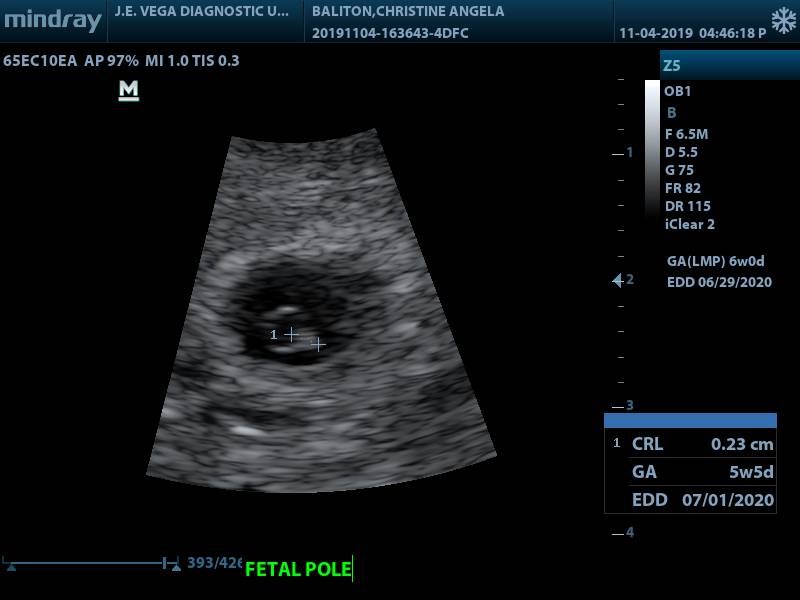 mindray
J.E. VEGA DIAGNOSTIC U...
BALITON,CHRISTINE ANGELA
20191104-163643-4DFC
11-04-2019 04:46:18 P
65EC10EA AP 97% MI 1.0 TIS 0.3
M
Z5
OB1
B
F 6.5M
D 5.5
G 75
FR 82
DR 115
iClear 2
GA(LMP) 6w0d
EDD 06/29/2020
1
2
3
4
1
1 CRL 0.23 cm
GA 5w5d
EDD 07/01/2020
393/426
FETAL POLE